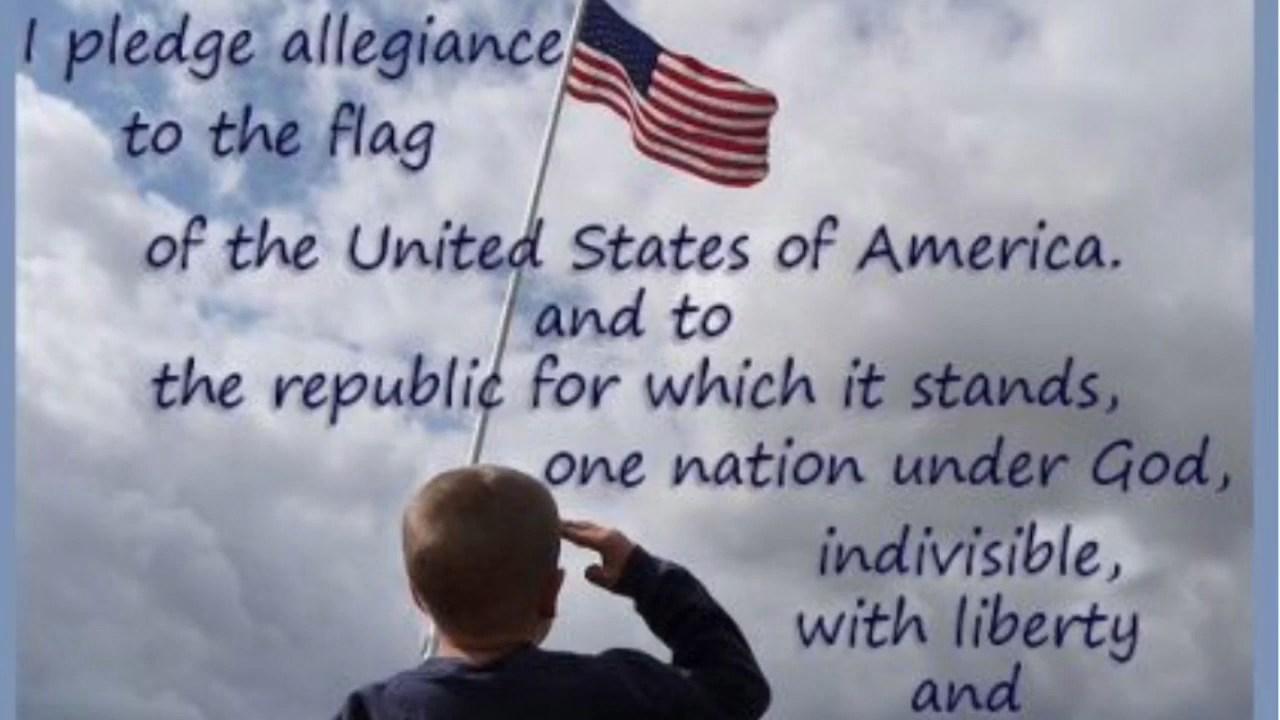 I pledge allegiance
to the flag
of the United States of America.
and to
the republic for which it stands,
one nation under God,
indivisible,
with liberty
and